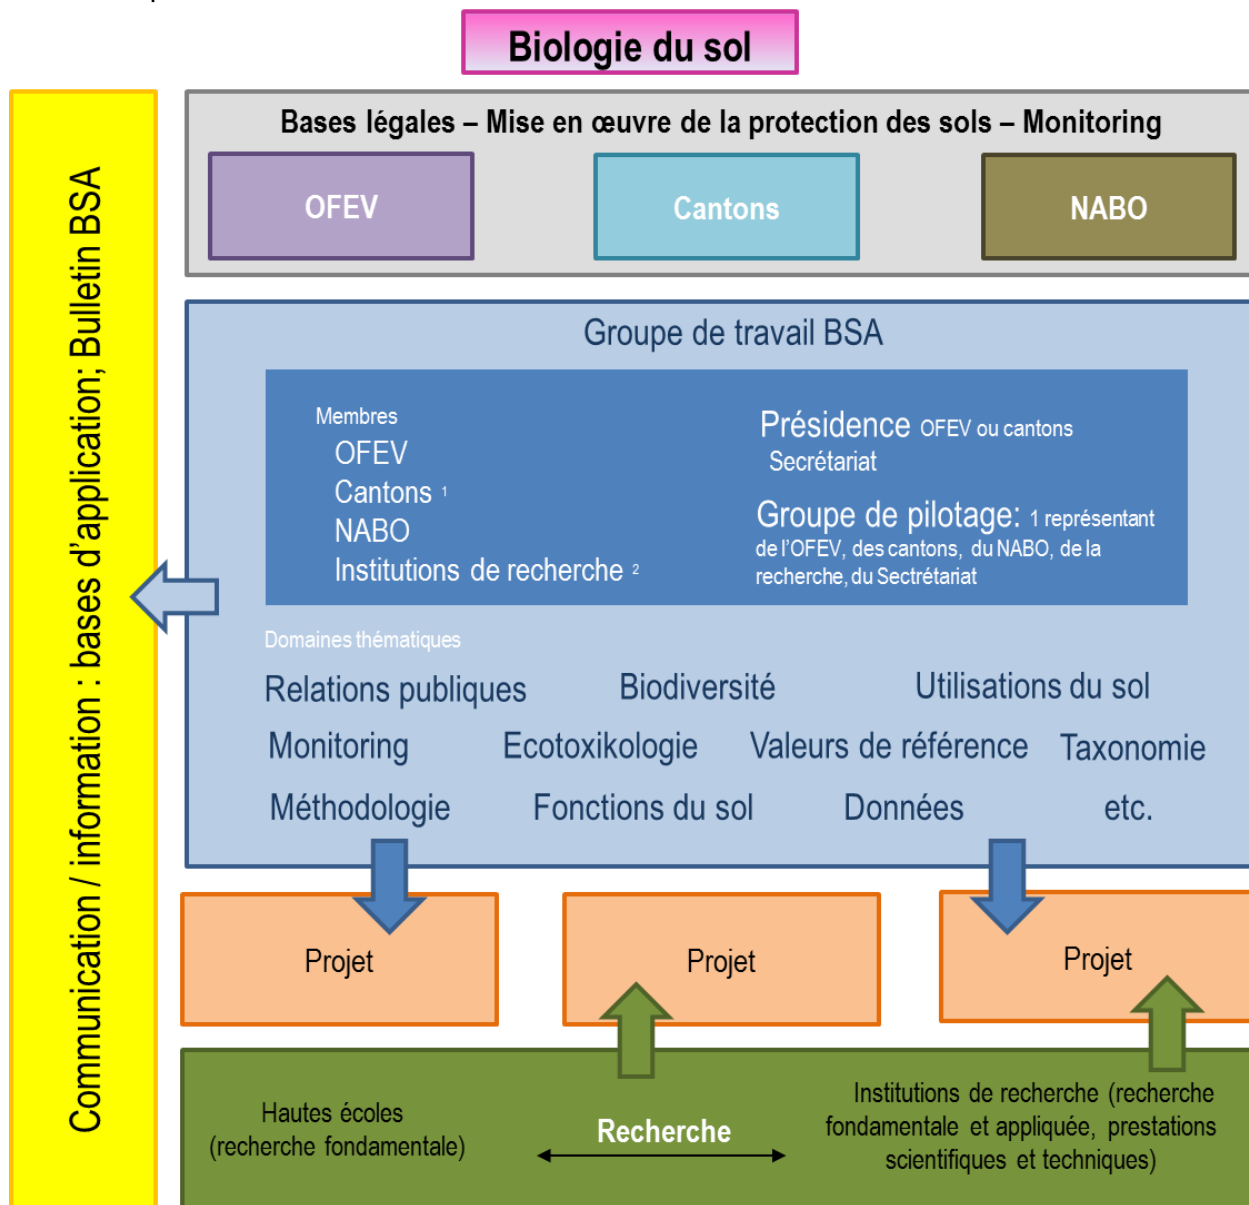 Biologie du sol
Bases légales – Mise en œuvre de la protection des sols – Monitoring
OFEV
Cantons
NABO
Communication / information : bases d'application; Bulletin BSA
Groupe de travail BSA
Membres
OFEV
Cantons 1
NABO
Institutions de recherche 2
Présidence OFEV ou cantons
Secrétariat
Groupe de pilotage: 1 représentant
de l'OFEV, des cantons, du NABO, de la
recherche, du Sectrétariat
Domaines thématiques
Relations publiques Biodiversité Utilisations du sol
Monitoring Ecotoxikologie Valeurs de référence Taxonomie
Méthodologie Fonctions du sol Données etc.
Projet Projet Projet
Hautes écoles
(recherche fondamentale)
Recherche
Institutions de recherche (recherche
fondamentale et appliquée, prestations
scientifiques et techniques)